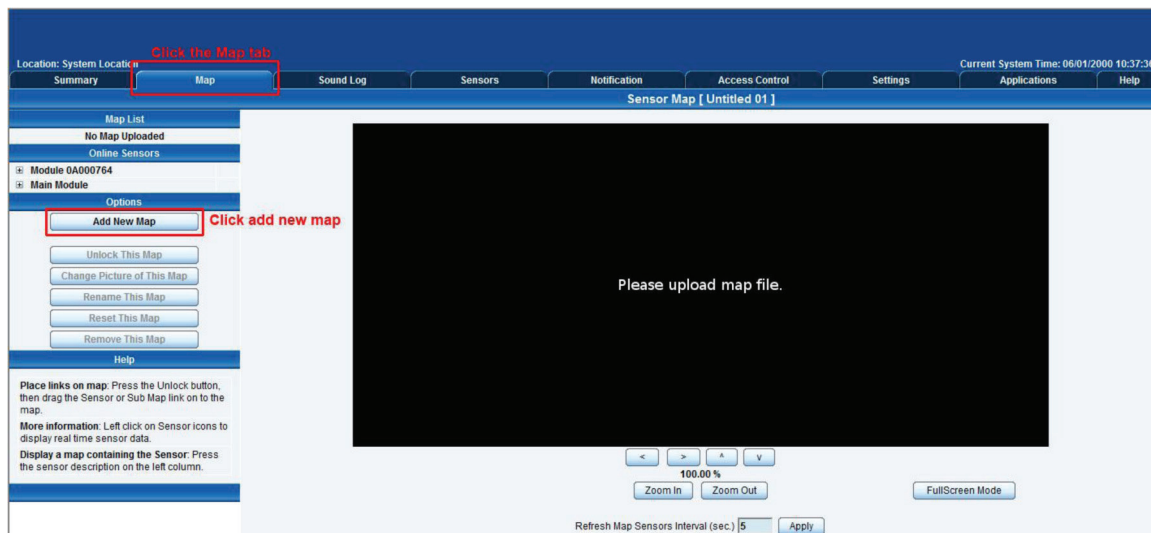 Click the Map tab
Location: System Location
Current System Time: 06/01/2000 10:37:36
Summary Map Sound Log Sensors Notification Access Control Settings Applications Help
Sensor Map [ Untitled 01 ]
Map List
No Map Uploaded
Online Sensors
Module 0A000764
Main Module
Options
Add New Map
Click add new map
Unlock This Map
Change Picture of This Map
Rename This Map
Reset This Map
Remove This Map
Help
Place links on map: Press the Unlock button,
then drag the Sensor or Sub Map link on to the
map.
More information: Left click on Sensor icons to
display real time sensor data.
Display a map containing the Sensor: Press
the sensor description on the left column.
Please upload map file.
< > ^ v
100.00 %
Zoom In Zoom Out FullScreen Mode
Refresh Map Sensors Interval (sec.) 5 Apply